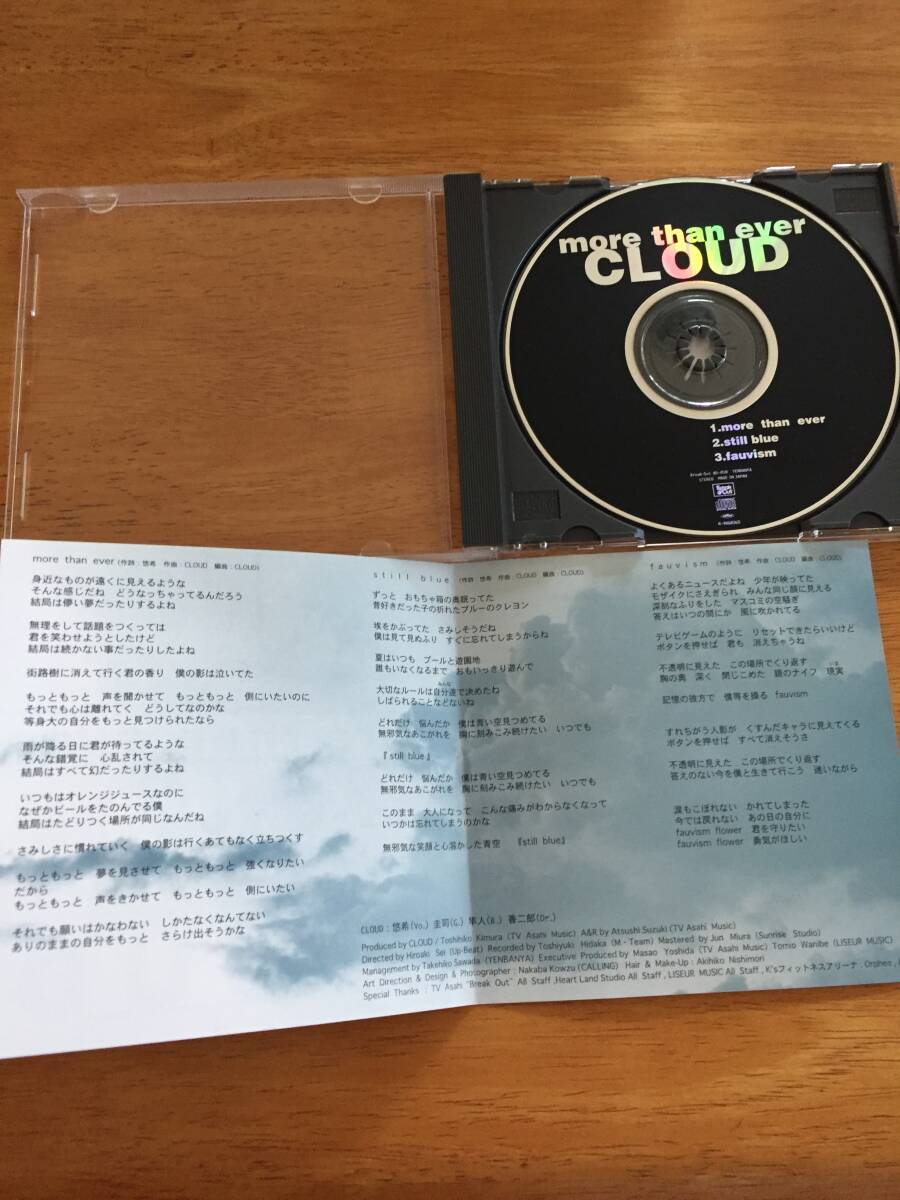 more than ever
CLOUD
1.more than ever
2.still blue
3.fauvism
STEREO MADE IN JAPAN
more than ever (作詩：悠希 作曲：CLOUD 編曲：CLOUD)
身近なものが遠くに見えるような
そんな感じだね どうなっちゃってるんだろう
結局は儚い夢だったりするよね
無理をして話題をつくっては
君を笑わせようとしたけど
結局は続かない事だったりしたよね
街路樹に消えて行く君の香り 僕の影は泣いてた
もっともっと 声を聞かせて もっともっと 側にいたいのに
それでも心は離れてく どうしてなのかな
等身大の自分をもっと見つけられたなら
雨が降る日に君が待ってるような
そんな錯覚に 心乱されて
結局はすべて幻だったりするよね
いつもはオレンジジュースなのに
なぜかビールをたのんでる僕
結局はたどりつく場所が同じなんだね
さみしさに慣れていく 僕の影は行くあてもなく立ちつくす
もっともっと 夢を見させて もっともっと 強くなりたい
だから
もっともっと 声をきかせて もっともっと 側にいたい
それでも願いはかなわない しかたなくなんてない
ありのままの自分をもっと さらけ出そうかな
still blue (作詩：悠希 作曲：CLOUD 編曲：CLOUD)
ずっと おもちゃ箱の奥眠ってた
昔好きだった子の折れたブルーのクレヨン
埃をかぶってた さみしそうだね
僕は見て見ぬふり すぐに忘れてしまうからね
夏はいつも プールと遊園地
誰もいなくなるまで おもいっきり遊んで
みんな
大切なルールは自分達で決めたね
しばられることなどないね
どれだけ 悩んだか 僕は青い空見つめてる
無邪気なあこがれを 胸に刻みこみ続けたい いつでも
『still blue』
どれだけ 悩んだか 僕は青い空見つめてる
無邪気なあこがれを 胸に刻みこみ続けたい いつでも
このまま 大人になって こんな痛みがわからなくなって
いつかは忘れてしまうのかな
無邪気な笑顔と心溶かした青空 『still blue』
fauvism (作詩：悠希 作曲：CLOUD 編曲：CLOUD)
よくあるニュースだよね 少年が映ってた
モザイクにさえぎられ みんな同じ顔に見える
深刻なふりをした マスコミの空騒ぎ
答えはいつの間にか 風に吹かれてる
テレビゲームのように リセットできたらいいけど
ボタンを押せば 君も 消えちゃうね
不透明に見えた この場所でくり返す
いま
胸の奥 深く 閉じこめた 錆のナイフ 現実
記憶の彼方で 僕等を操る fauvism
すれちがう人影が くすんだキャラに見えてくる
ボタンを押せば すべて消えそうさ
不透明に見えた この場所でくり返す
答えのない今を僕と生きて行こう 迷いながら
涙もこぼれない かれてしまった
今では戻れない あの日の自分に
fauvism flower 君を守りたい
fauvism flower 勇気がほしい
CLOUD：悠希(Vo.) 圭司(G.) 隼人(B.) 善二郎(Dr.)
Produced by CLOUD / Toshihiko Kimura (TV Asahi Music) A&R by Atsushi Suzuki (TV Asahi Music)
Directed by Hiroaki Sei (Up-Beat) Recorded by Toshiyuki Hidaka (M-Team) Mastered by Jun Miura (Sunrise Studio)
Management by Takehiko Sawada (YENBANYA) Executive Produced by Masao Yoshida (TV Asahi Music) Tomio Wanibe (LISEUR MUSIC)
Art Direction & Design & Photographer : Nakaba Kowzu (CALLING) Hair & Make-Up : Akihiko Nishimori
Special Thanks : TV Asahi "Break Out" All Staff ,Heart Land Studio All Staff , LISEUR MUSIC All Staff , K'sフィットネスアリーナ : Orpheo ,